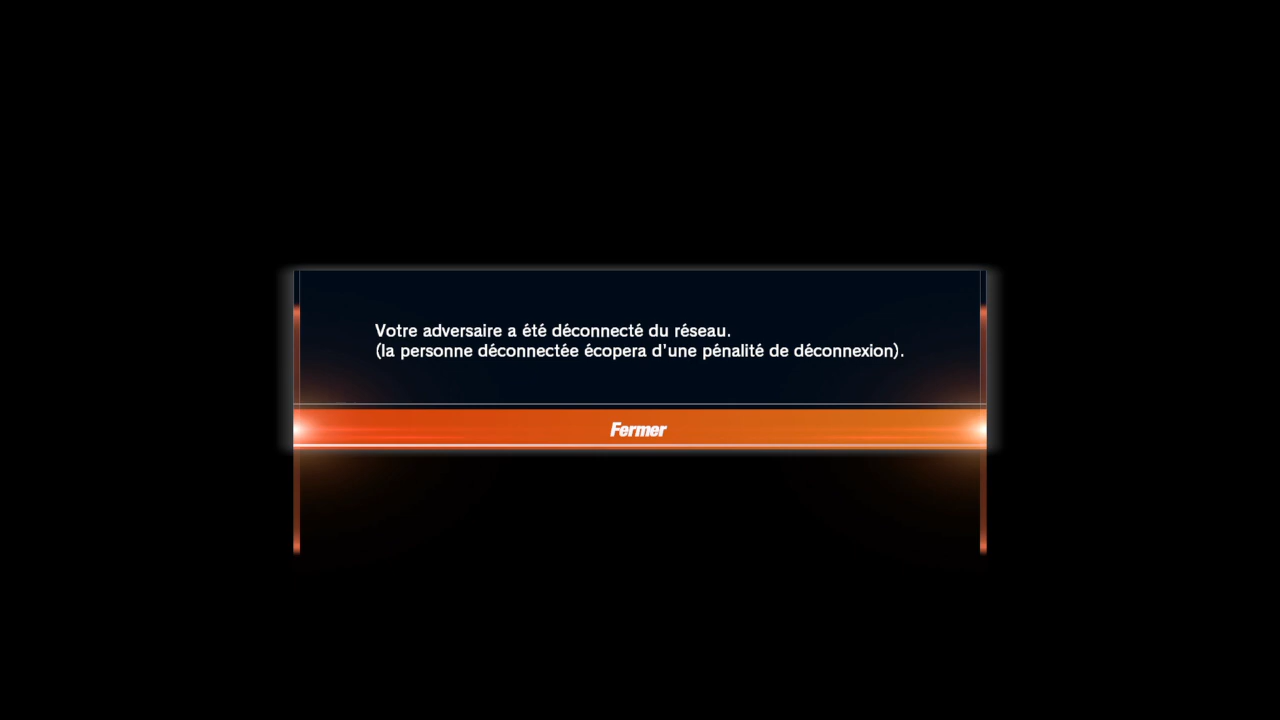 Votre adversaire a été déconnecté du réseau.
(la personne déconnectée écopera d'une pénalité de déconnexion).
Fermer